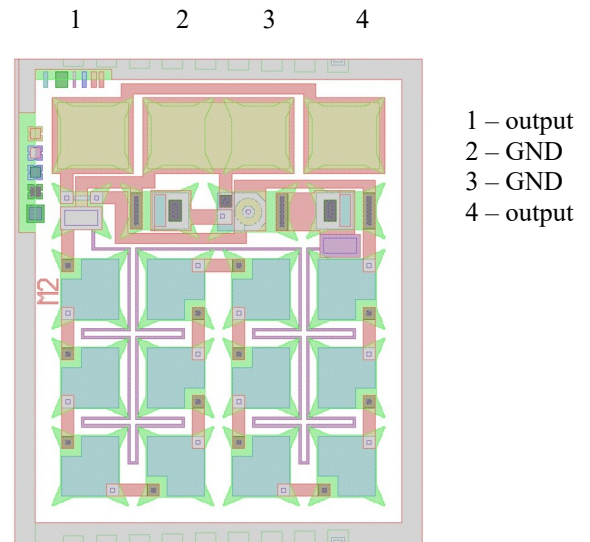 1 2 3 4
1 – output
2 – GND
3 – GND
4 – output
M2